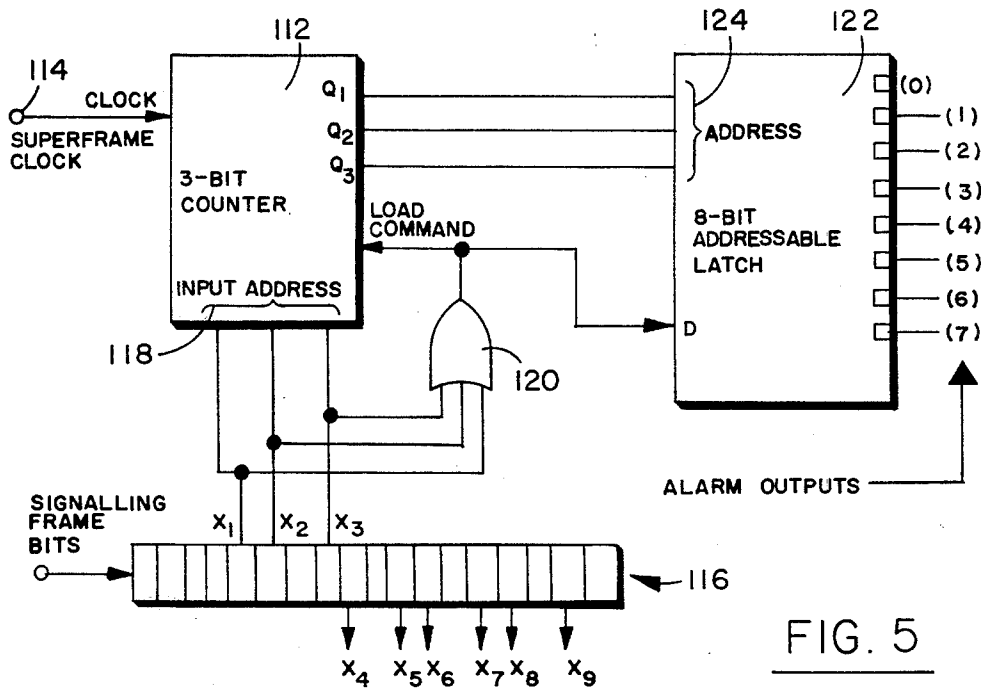 112
124
122
114
CLOCK
SUPERFRAME
CLOCK
Q1
Q2
Q3
3-BIT
COUNTER
LOAD
COMMAND
INPUT ADDRESS
118
120
ADDRESS
8-BIT
ADDRESSABLE
LATCH
D
(0)
(1)
(2)
(3)
(4)
(5)
(6)
(7)
ALARM OUTPUTS
SIGNALLING
FRAME
BITS
X1 X2 X3
116
X4 X5 X6 X7 X8 X9
FIG. 5